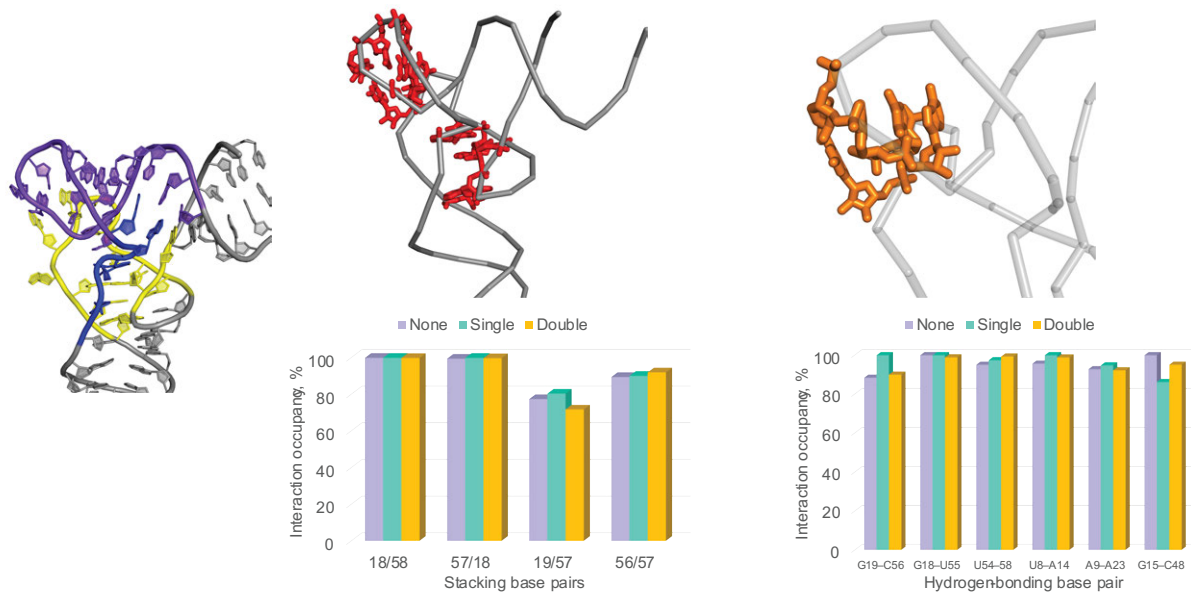 None Single Double
Interaction occupancy, %
100
80
60
40
20
0
18/58 57/18 19/57 56/57
Stacking base pairs
None Single Double
Interaction occupancy, %
100
80
60
40
20
0
G19–C56 G18–U55 U54–58 U8–A14 A9–A23 G15–C48
Hydrogen-bonding base pair